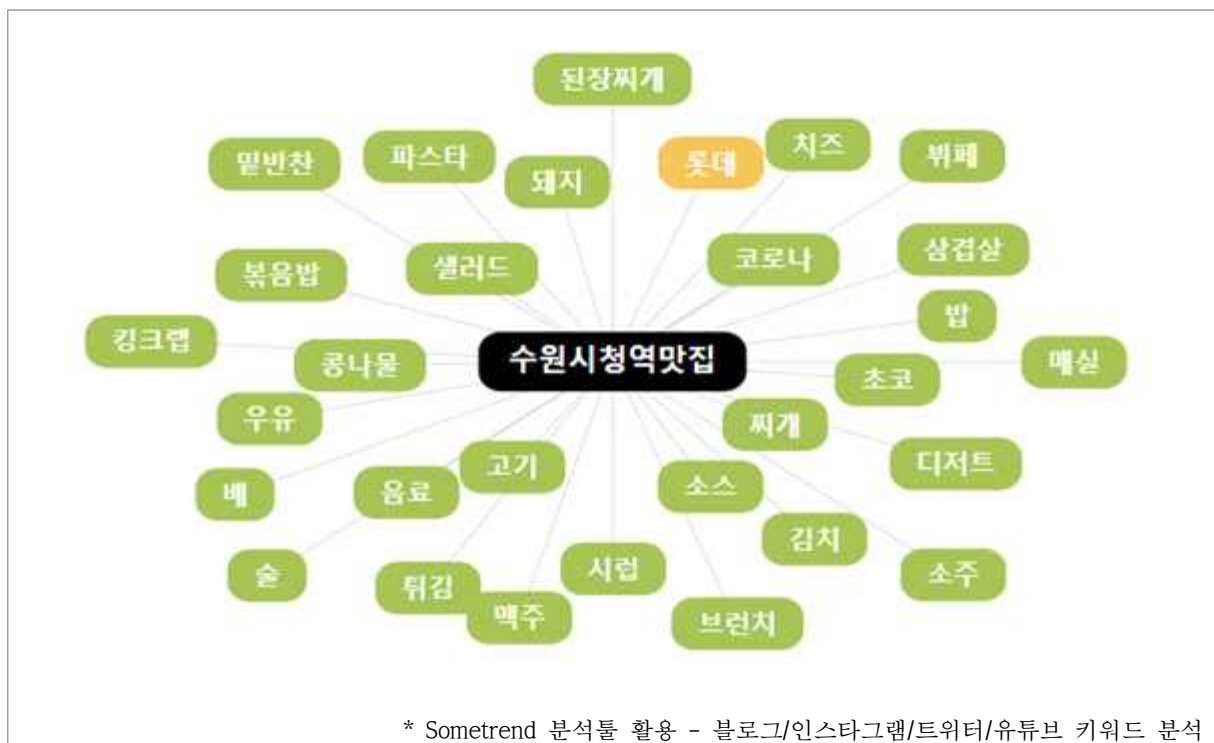 된장찌개
밑반찬 파스타 돼지 롯데 치즈 뷔페
볶음밥 샐러드 코로나 삼겹살
킹크랩 콩나물 수원시청역맛집 밥
초코 매실
우유 찌개
배 음료 고기 소스 디저트
술 튀김 시럽 김치 소주
맥주 브런치
* Sometrend 분석툴 활용 - 블로그/인스타그램/트위터/유튜브 키워드 분석